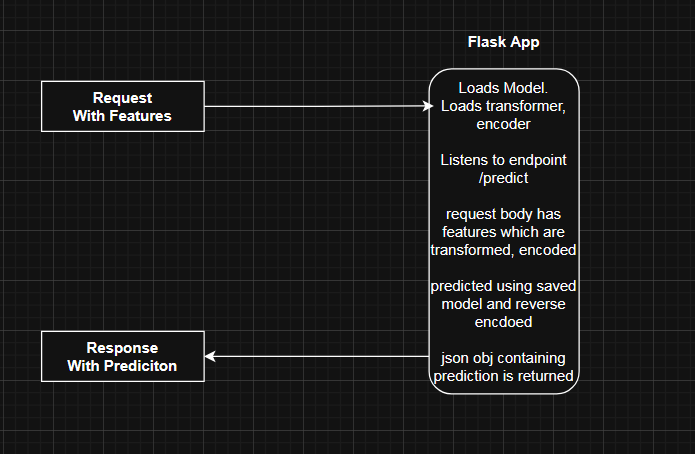 Flask App
Request
With Features
Loads Model.
Loads transformer,
encoder
Listens to endpoint
/predict
request body has
features which are
transformed, encoded
predicted using saved
model and reverse
encdoed
json obj containing
prediction is returned
Response
With Prediciton